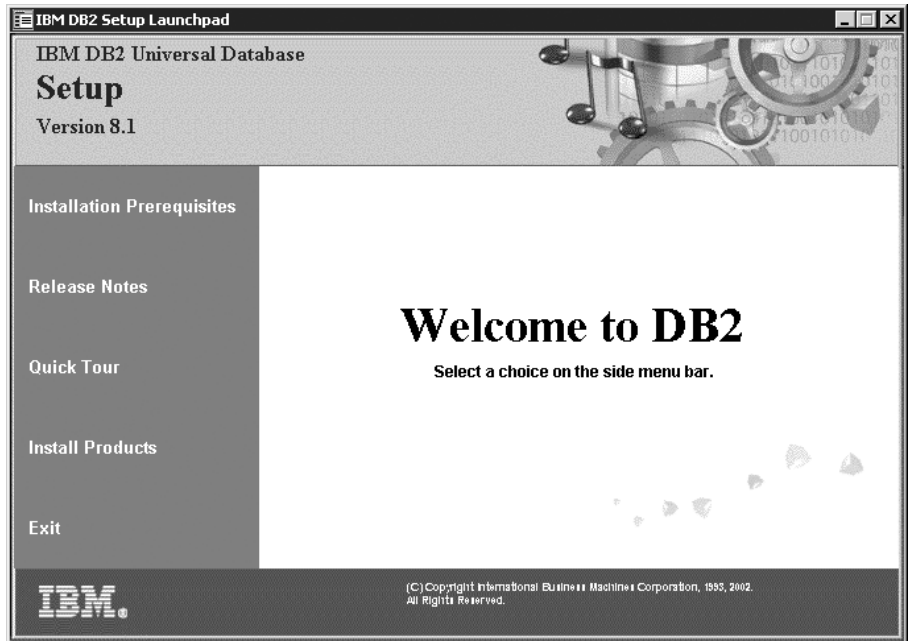 IBM DB2 Setup Launchpad
IBM DB2 Universal Database
Setup
Version 8.1
Installation Prerequisites
Release Notes
Quick Tour
Install Products
Exit
Welcome to DB2
Select a choice on the side menu bar.
IBM®
(C) Copyright International Business Machines Corporation, 1993, 2002.
All Rights Reserved.